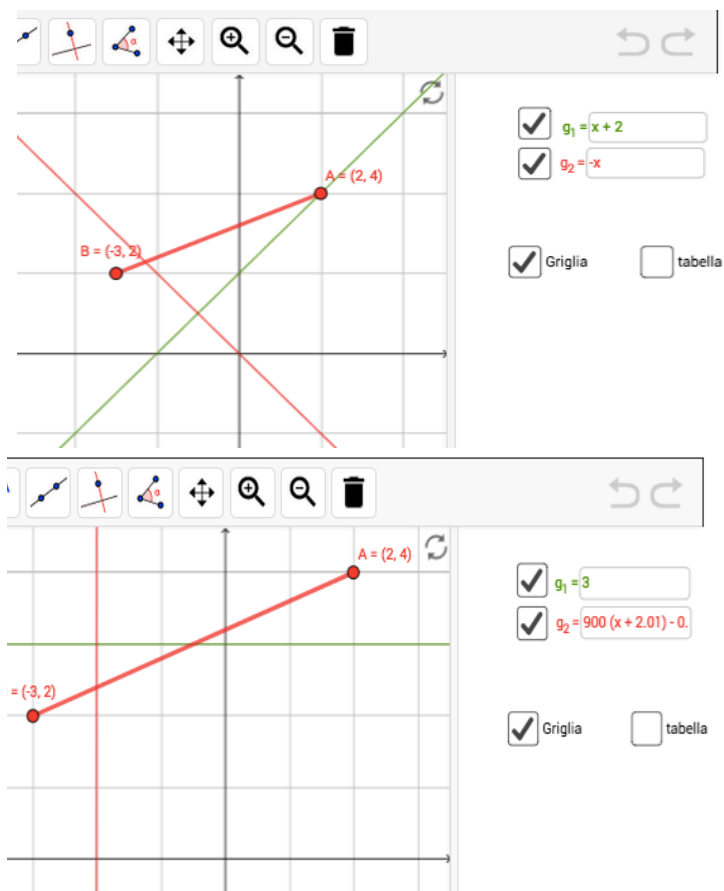 α
g₁ = x + 2
A = (2, 4)
g₂ = -x
B = (-3, 2)
Griglia
tabella
α
A = (2, 4)
g₁ = 3
g₂ = 900 (x + 2.01) - 0.
= (-3, 2)
Griglia
tabella